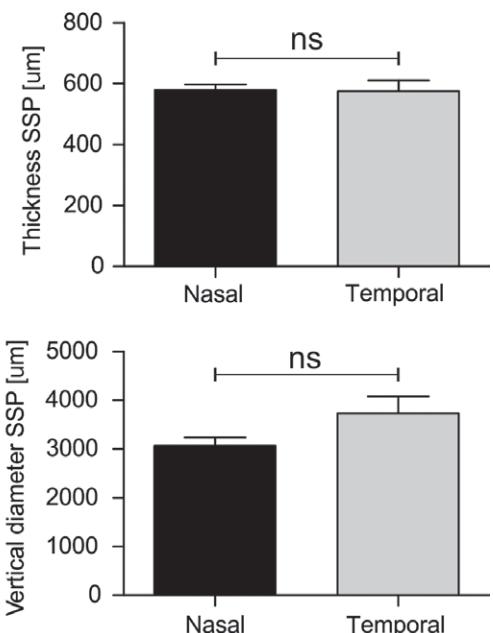 Thickness SSP [um]
800
600
400
200
0
ns
Nasal
Temporal
Vertical diameter SSP [um]
5000
4000
3000
2000
1000
0
ns
Nasal
Temporal